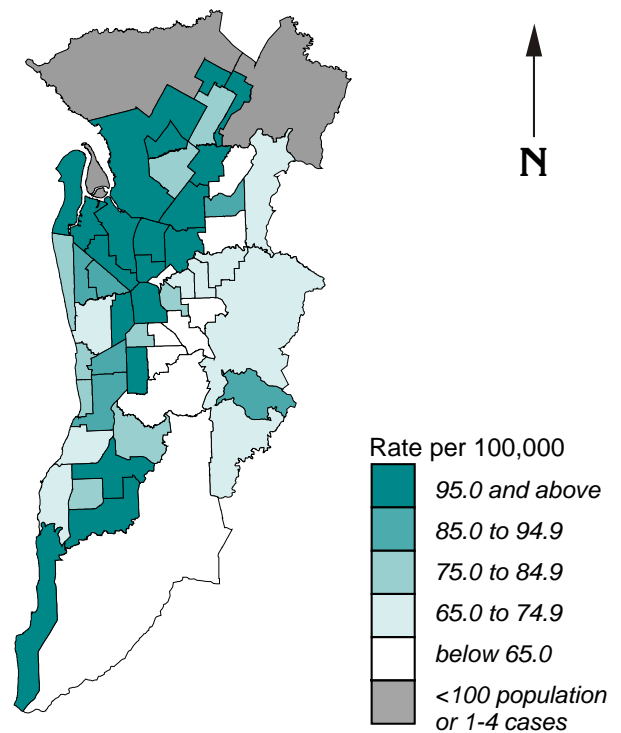 N
Rate per 100,000
95.0 and above
85.0 to 94.9
75.0 to 84.9
65.0 to 74.9
below 65.0
<100 population
or 1-4 cases